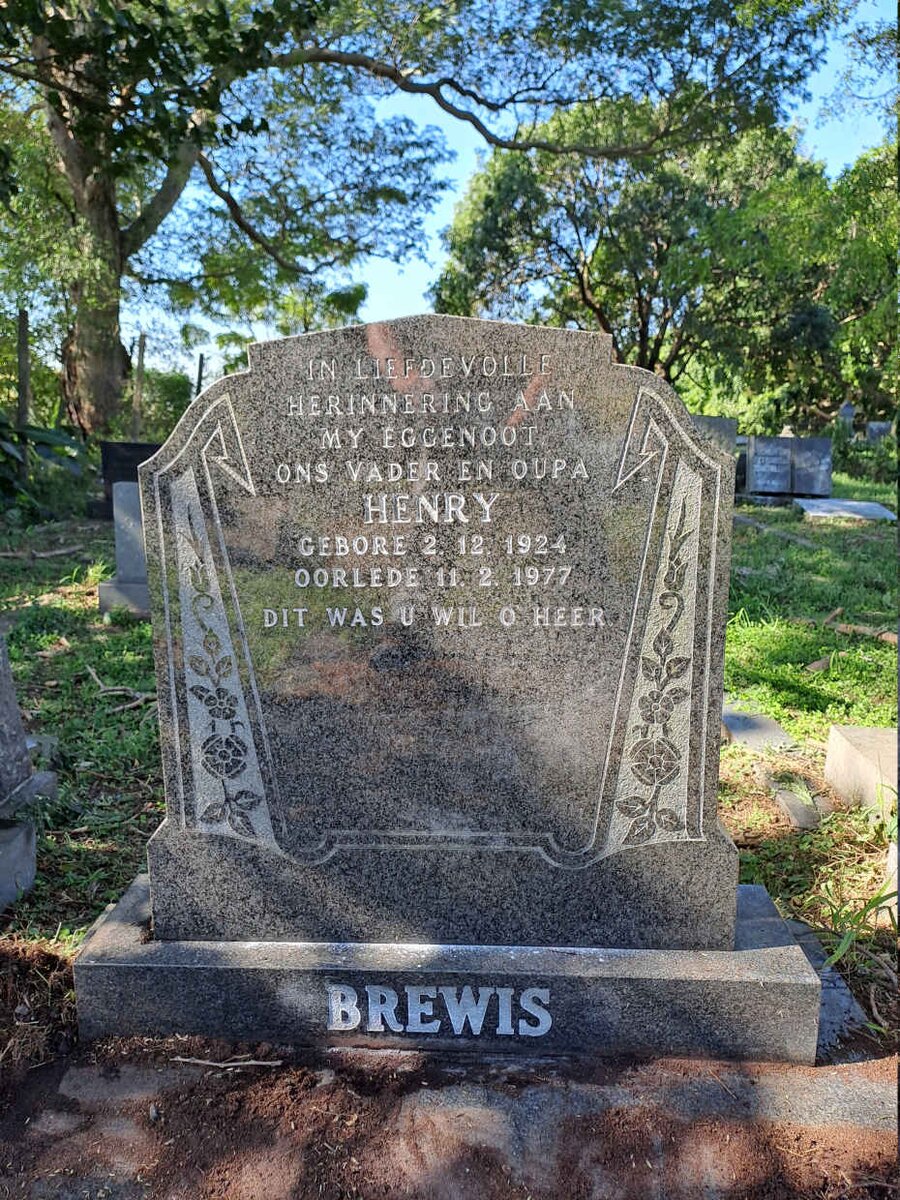 IN LIEFDEVOLLE
HERINNERING AAN
MY EGGENOOT
ONS VADER EN OUPA
HENRY
GEBORE 2. 12. 1924
OORLEDE 11. 2. 1977
DIT WAS U WIL O HEER
BREWIS